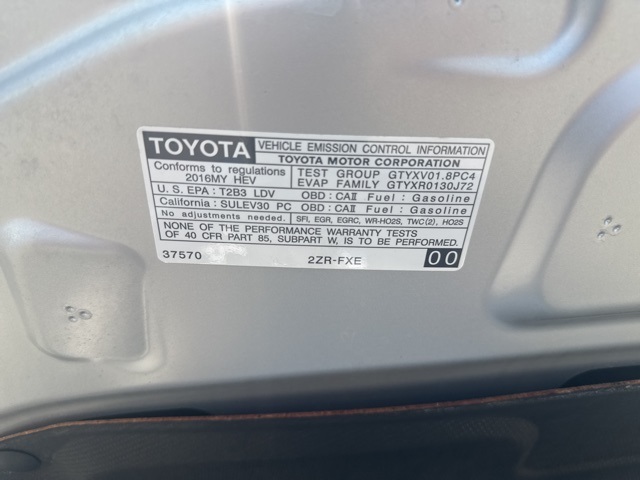 TOYOTA VEHICLE EMISSION CONTROL INFORMATION
TOYOTA MOTOR CORPORATION
Conforms to regulations
2016MY HEV
TEST GROUP GTYXV01.8PC4
EVAP FAMILY GTYXR0130J72
U. S. EPA : T2B3 LDV OBD : CAII Fuel : Gasoline
California : SULEV30 PC OBD : CAII Fuel : Gasoline
No adjustments needed. SFI, EGR, EGRC, WR-HO2S, TWC(2), HO2S
NONE OF THE PERFORMANCE WARRANTY TESTS
OF 40 CFR PART 85, SUBPART W, IS TO BE PERFORMED.
37570 2ZR-FXE 00